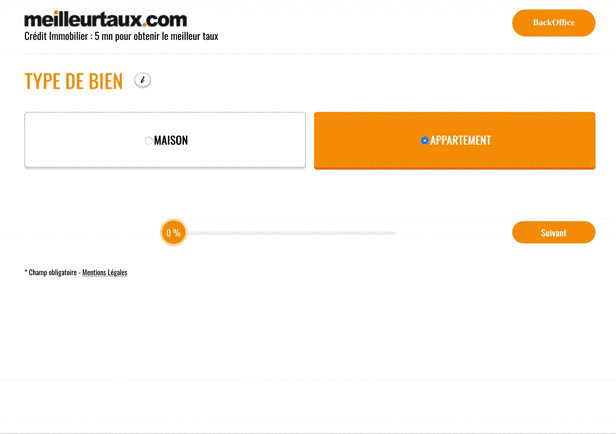 meilleurtaux.com
BackOffice
Crédit Immobilier : 5 mn pour obtenir le meilleur taux
TYPE DE BIEN i
MAISON
APPARTEMENT
0 %
Suivant
* Champ obligatoire - Mentions Légales